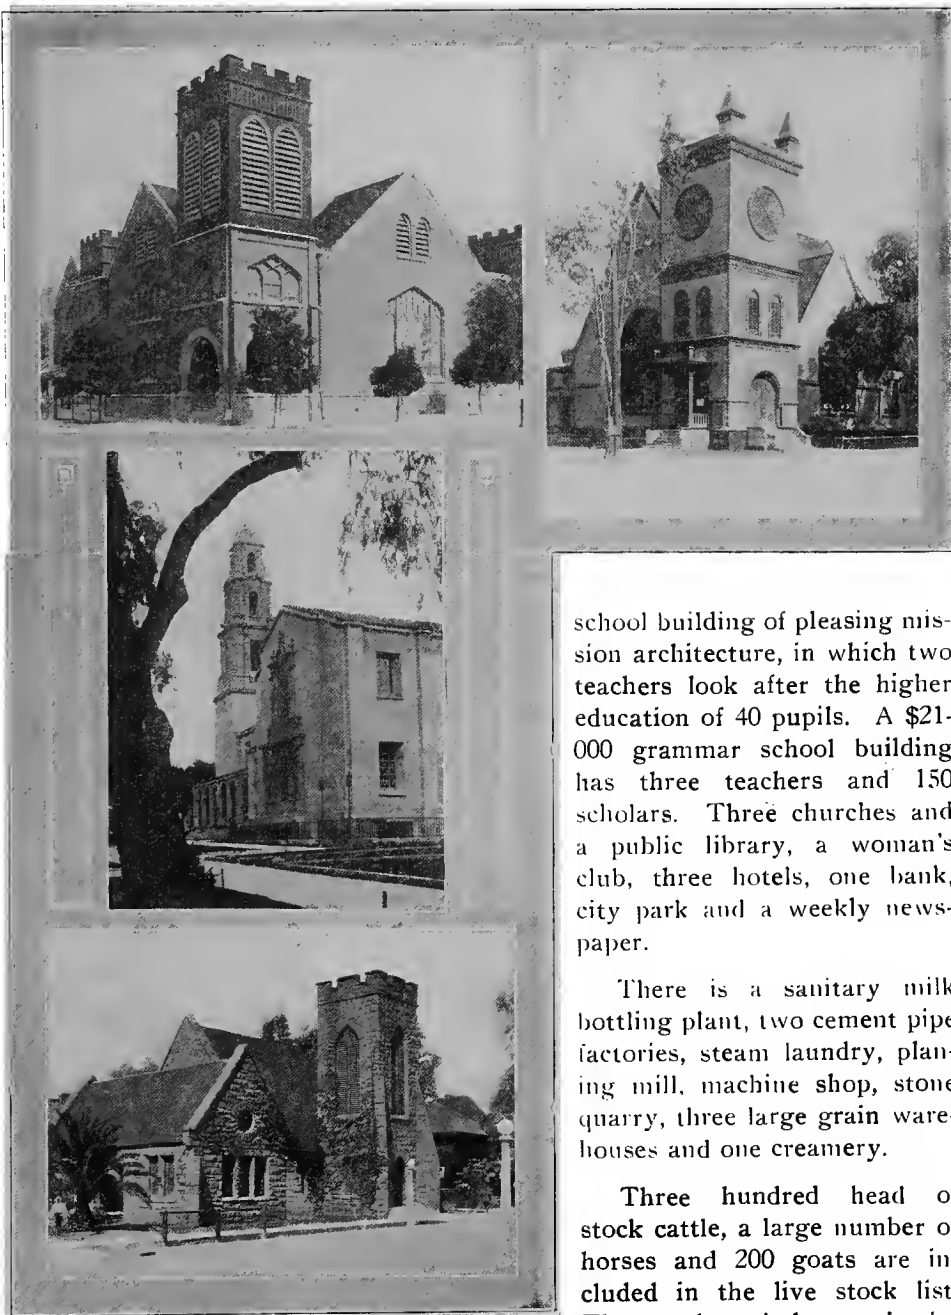 school building of pleasing mis-
sion architecture, in which two
teachers look after the higher
education of 40 pupils. A $21-
000 grammar school building
has three teachers and 150
scholars. Three churches and
a public library, a woman's
club, three hotels, one bank,
city park and a weekly news-
paper.
There is a sanitary milk
bottling plant, two cement pipe
factories, steam laundry, plan-
ing mill, machine shop, stone
quarry, three large grain ware-
houses and one creamery.
Three hundred head o
stock cattle, a large number o
horses and 200 goats are in
cluded in the live stock list